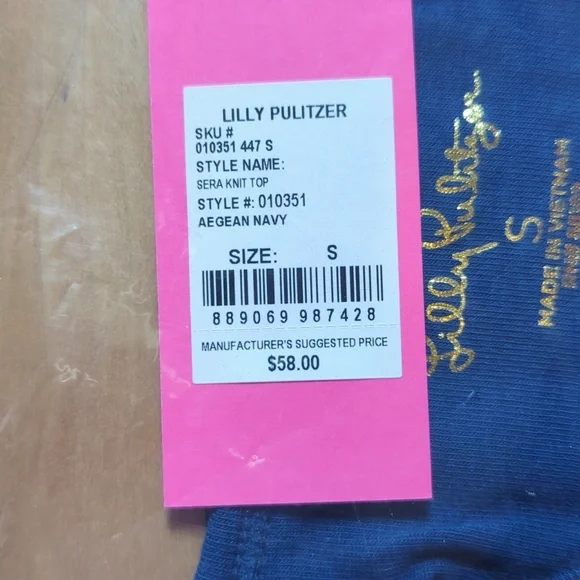 LILLY PULITZER
SKU #
010351 447 S
STYLE NAME:
SERA KNIT TOP
STYLE #: 010351
AEGEAN NAVY
SIZE: S
889069 987428
MANUFACTURER'S SUGGESTED PRICE
$58.00
Lilly Pulitzer
S
MADE IN VIETNAM